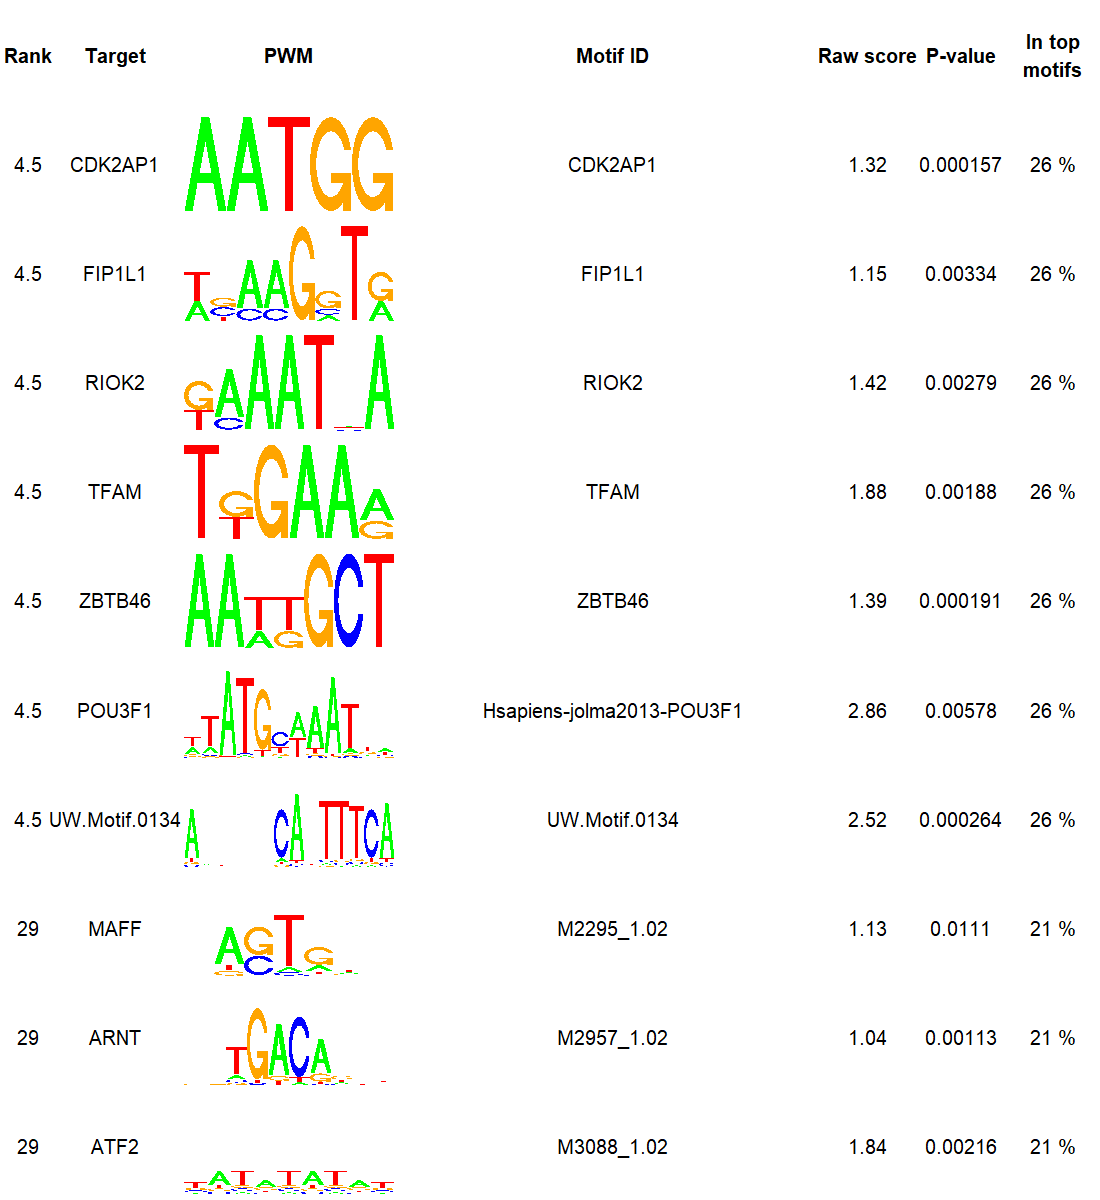 Rank Target PWM Motif ID Raw score P-value In top motifs
4.5 CDK2AP1 AATGG CDK2AP1 1.32 0.000157 26 %
4.5 FIP1L1 FIP1L1 1.15 0.00334 26 %
4.5 RIOK2 RIOK2 1.42 0.00279 26 %
4.5 TFAM TFAM 1.88 0.00188 26 %
4.5 ZBTB46 ZBTB46 1.39 0.000191 26 %
4.5 POU3F1 Hsapiens-jolma2013-POU3F1 2.86 0.00578 26 %
4.5 UW.Motif.0134 UW.Motif.0134 2.52 0.000264 26 %
29 MAFF M2295_1.02 1.13 0.0111 21 %
29 ARNT M2957_1.02 1.04 0.00113 21 %
29 ATF2 M3088_1.02 1.84 0.00216 21 %